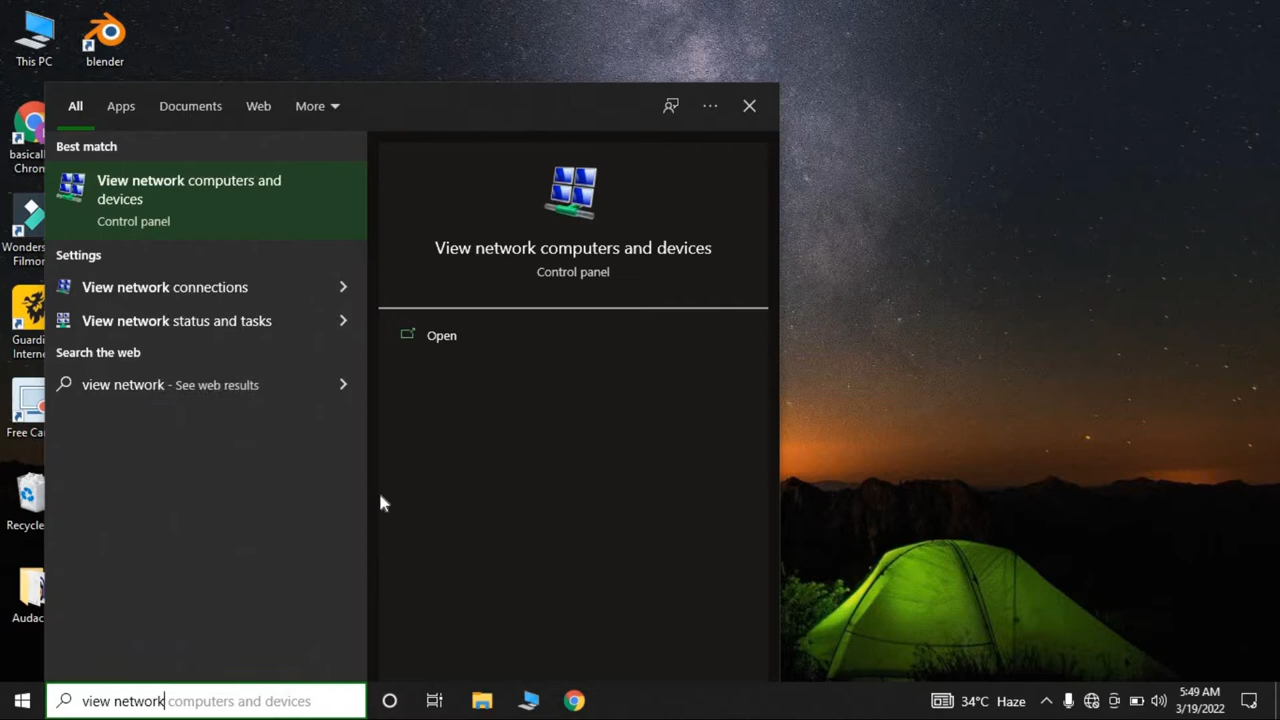 This PC
blender
All
Apps
Documents
Web
More
Best match
View network computers and
devices
Control panel
Settings
View network connections
View network status and tasks
Search the web
view network - See web results
View network computers and devices
Control panel
Open
basical
Chron
Wonders
Filmor
Guardi
Internet
Free Car
Recycle
Audac
view network computers and devices
34°C Haze
5:49 AM
3/19/2022